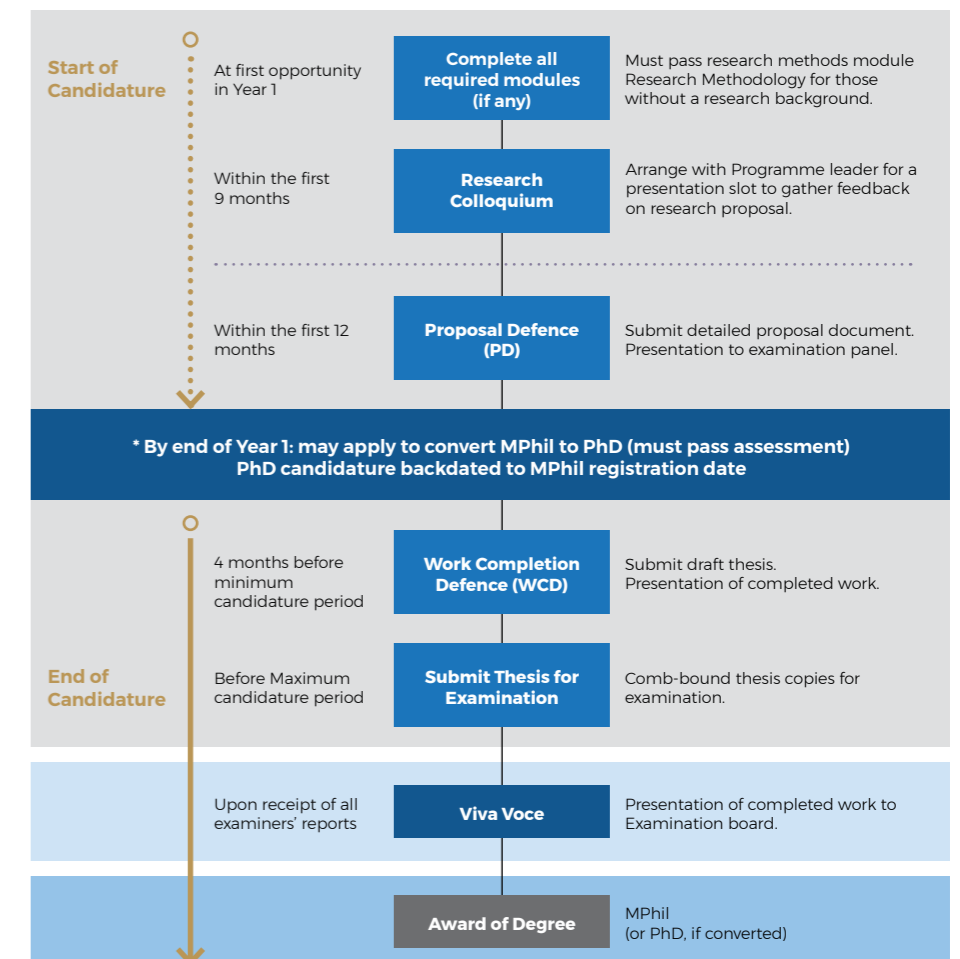 Start of
Candidature
At first opportunity
in Year 1
Complete all
required modules
(if any)
Must pass research methods module
Research Methodology for those
without a research background.
Within the first
9 months
Research
Colloquium
Arrange with Programme leader for a
presentation slot to gather feedback
on research proposal.
Within the first 12
months
Proposal Defence
(PD)
Submit detailed proposal document.
Presentation to examination panel.
* By end of Year 1: may apply to convert MPhil to PhD (must pass assessment)
PhD candidature backdated to MPhil registration date
4 months before
minimum
candidature period
Work Completion
Defence (WCD)
Submit draft thesis.
Presentation of completed work.
End of
Candidature
Before Maximum
candidature period
Submit Thesis for
Examination
Comb-bound thesis copies for
examination.
Upon receipt of all
examiners’ reports
Viva Voce
Presentation of completed work to
Examination board.
Award of Degree
MPhil
(or PhD, if converted)